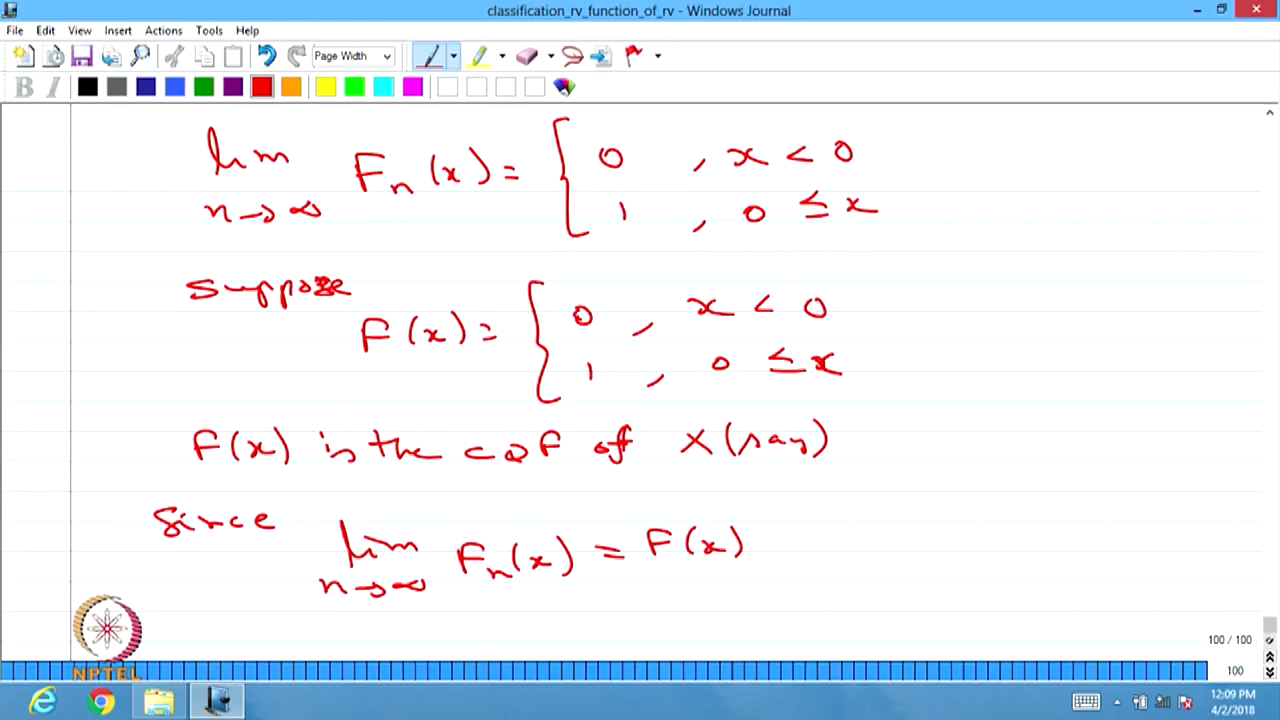 classification_rv_function_of_rv - Windows Journal
File Edit View Insert Actions Tools Help
Page Width
B I
lim n→∞ Fn(x) = { 0 , x < 0
1 , 0 ≤ x
suppose
F(x) = { 0 , x < 0
1 , 0 ≤ x
F(x) is the CDF of X (say)
Since lim n→∞ Fn(x) = F(x)
100 / 100
NPTEL
100
12:09 PM
4/2/2018